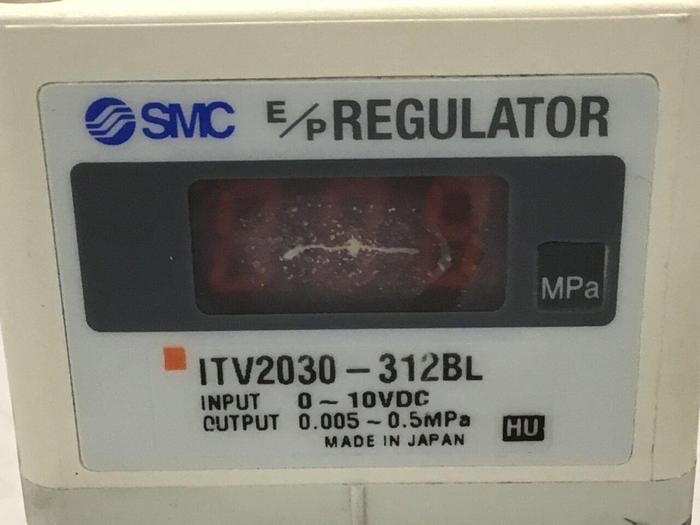 SMC E/P REGULATOR
MPa
ITV2030-312BL
INPUT 0~10VDC
OUTPUT 0.005~0.5MPa
MADE IN JAPAN HU